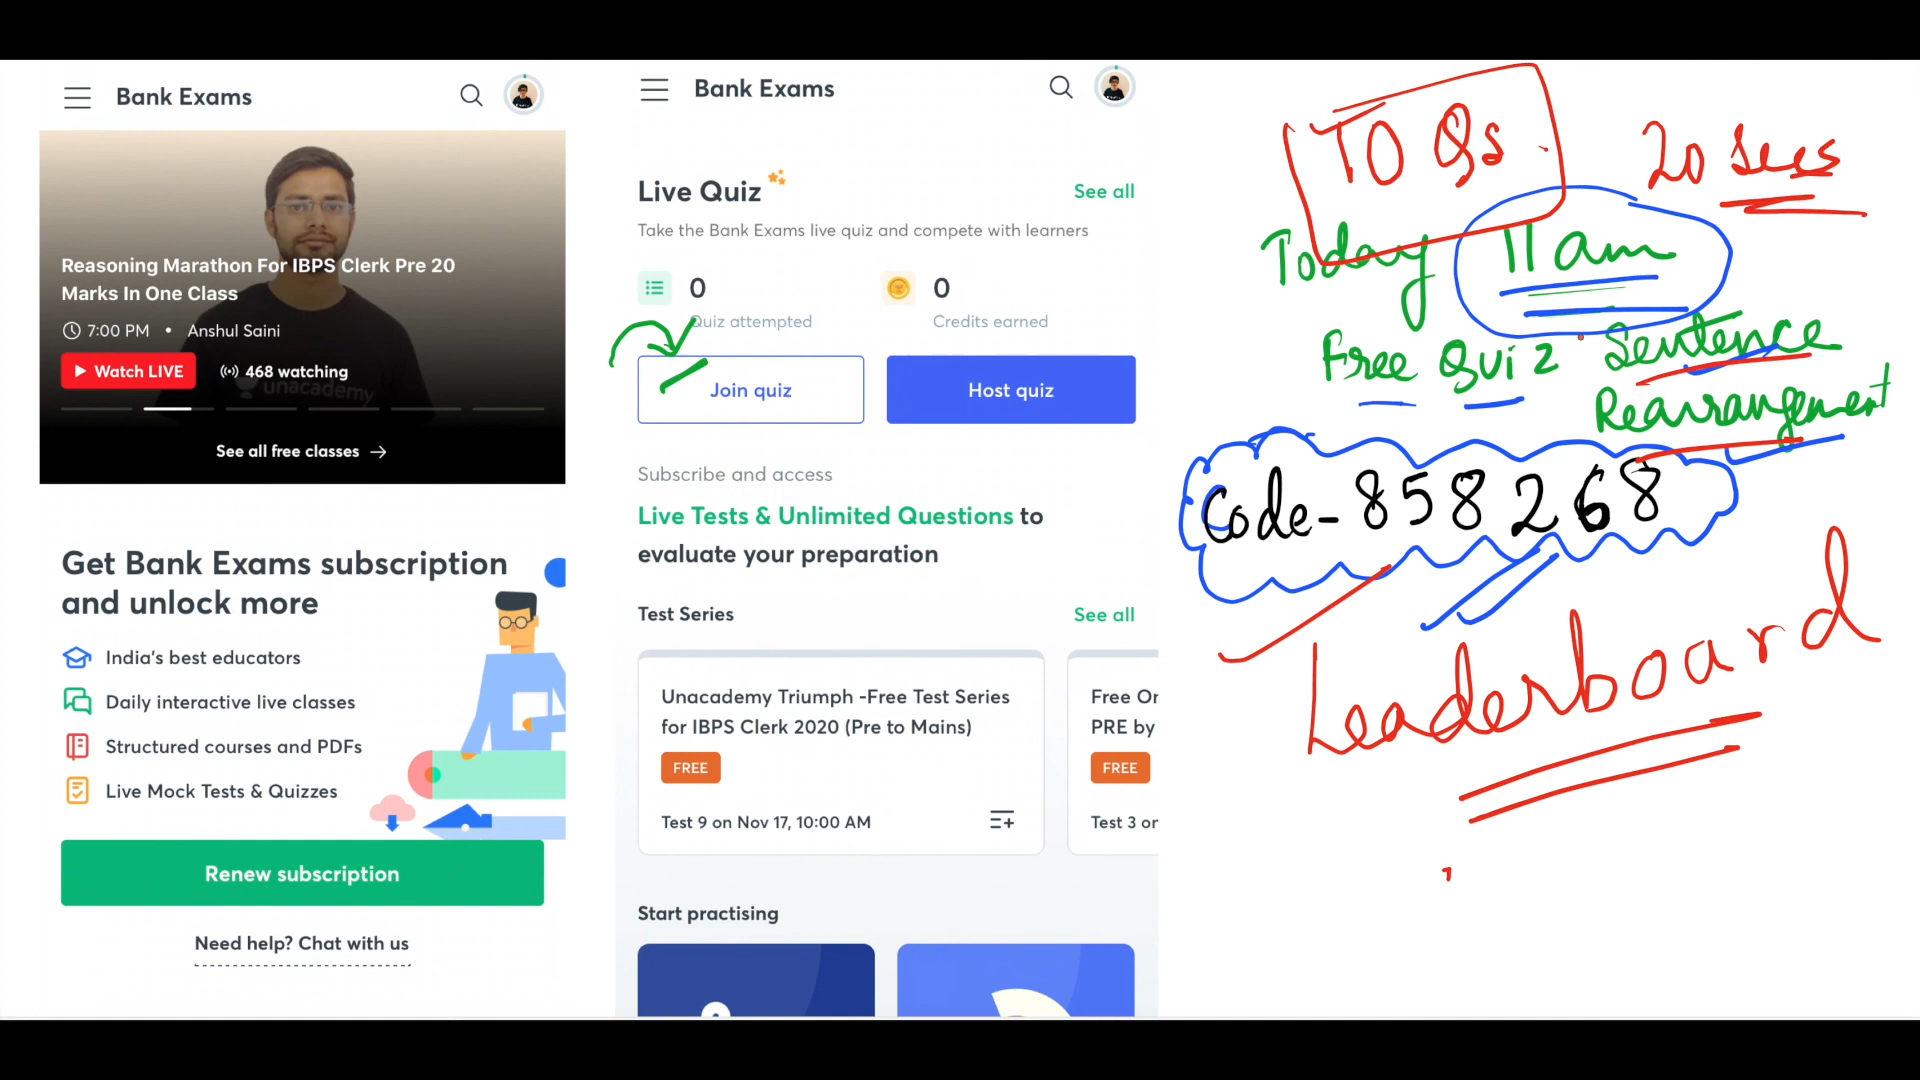 Bank Exams
Reasoning Marathon For IBPS Clerk Pre 20
Marks In One Class
7:00 PM • Anshul Saini
Watch LIVE
468 watching
unacademy
See all free classes →
Get Bank Exams subscription
and unlock more
India's best educators
Daily interactive live classes
Structured courses and PDFs
Live Mock Tests & Quizzes
Renew subscription
Need help? Chat with us
Bank Exams
Live Quiz
See all
Take the Bank Exams live quiz and compete with learners
0
Quiz attempted
0
Credits earned
Join quiz
Host quiz
Subscribe and access
Live Tests & Unlimited Questions to
evaluate your preparation
Test Series
See all
Unacademy Triumph -Free Test Series
for IBPS Clerk 2020 (Pre to Mains)
FREE
Test 9 on Nov 17, 10:00 AM
Free Or
PRE by
FREE
Test 3 or
Start practising
10 Qs
20 Secs
Today 11am
Free Quiz Sentence
Rearrangement
Code-858268
Leaderboard